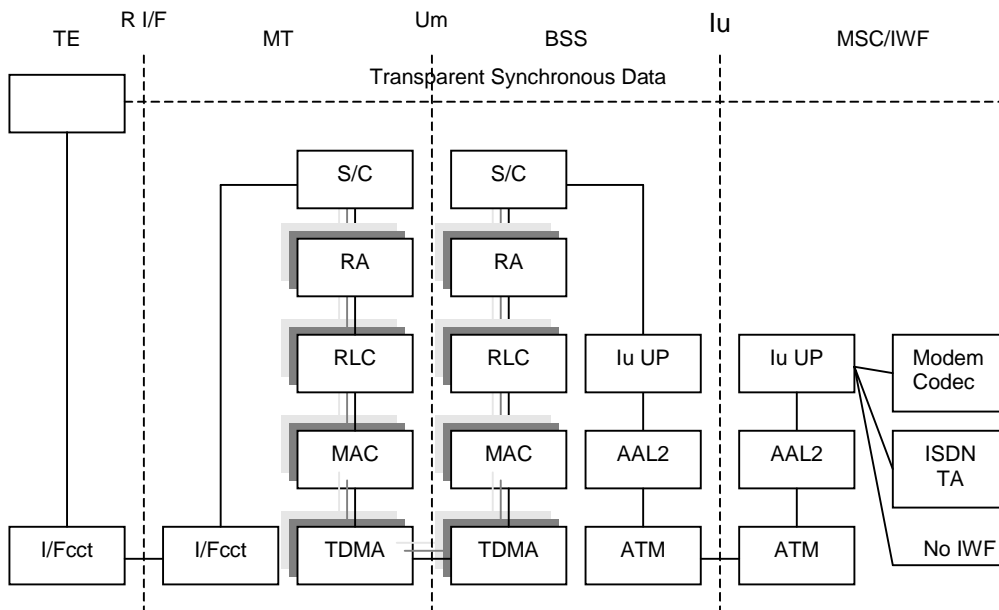 R I/F Um Iu
TE MT BSS MSC/IWF
Transparent Synchronous Data
S/C S/C
RA RA
RLC RLC Iu UP Iu UP Modem
Codec
MAC MAC AAL2 AAL2 ISDN
TA
I/Fcct I/Fcct TDMA TDMA ATM ATM No IWF